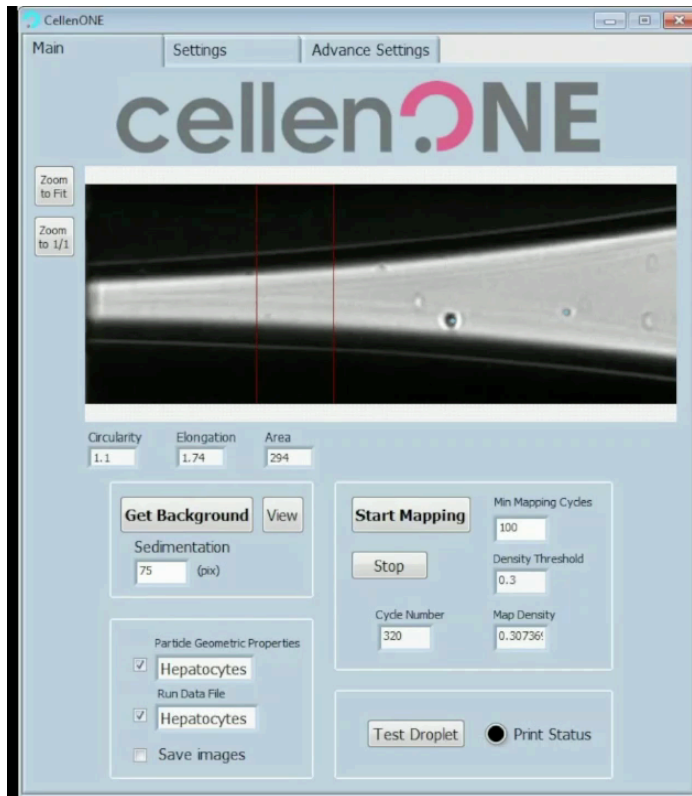 CellenONE
Main
Settings
Advance Settings
cellenONE
Zoom
to Fit
Zoom
to 1/1
Circularity
Elongation
Area
1.1
1.74
294
Get Background
View
Sedimentation
75
(pix)
Start Mapping
Min Mapping Cycles
100
Stop
Density Threshold
0.3
Cycle Number
Map Density
320
0.30736
Particle Geometric Properties
Hepatocytes
Run Data File
Hepatocytes
Save images
Test Droplet
Print Status